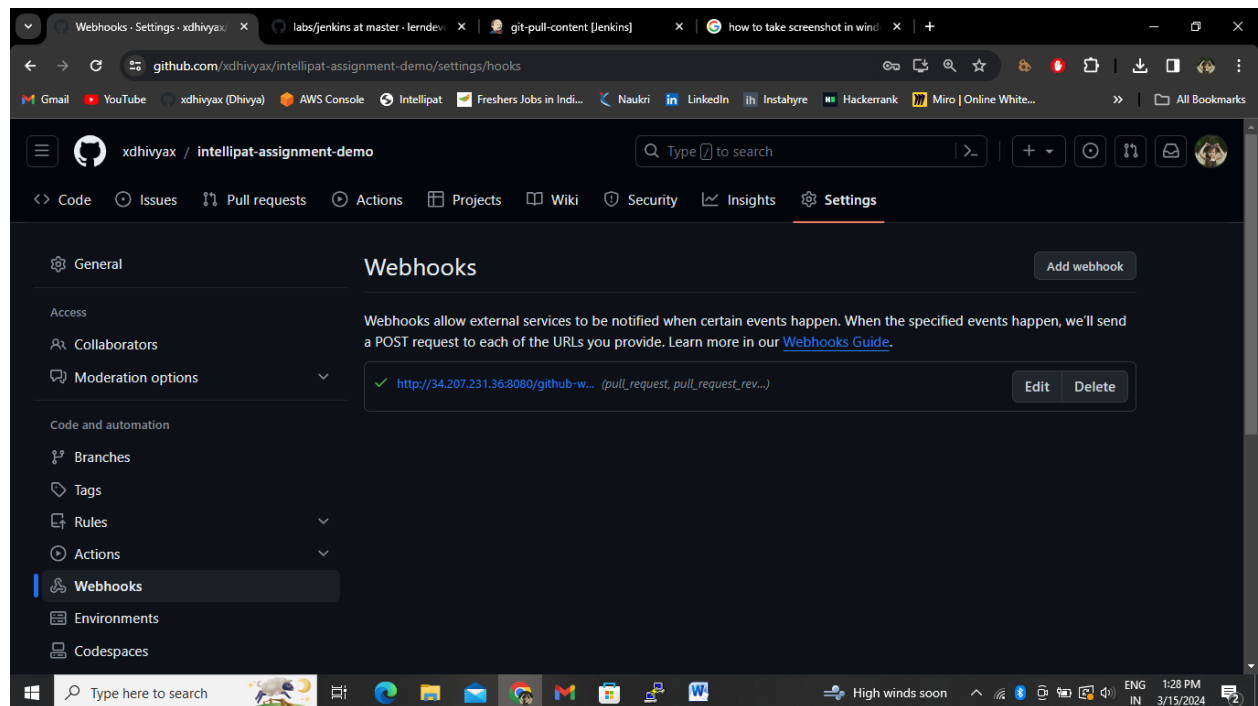 Webhooks · Settings · xdhivyax/
labs/jenkins at master · lerndev
git-pull-content [Jenkins]
how to take screenshot in wind
github.com/xdhivyax/intellipat-assignment-demo/settings/hooks
Gmail YouTube xdhivyax (Dhivya) AWS Console Intellipat Freshers Jobs in Indi... Naukri LinkedIn Instahyre Hackerrank Miro | Online White... » All Bookmarks
xdhivyax / intellipat-assignment-demo
Type / to search
Code Issues Pull requests Actions Projects Wiki Security Insights Settings
General
Access
Collaborators
Moderation options
Code and automation
Branches
Tags
Rules
Actions
Webhooks
Environments
Codespaces
Webhooks
Add webhook
Webhooks allow external services to be notified when certain events happen. When the specified events happen, we'll send
a POST request to each of the URLs you provide. Learn more in our Webhooks Guide.
http://34.207.231.36:8080/github-w... (pull_request, pull_request_rev...)
Edit Delete
Type here to search
High winds soon
ENG
IN
1:28 PM
3/15/2024
2